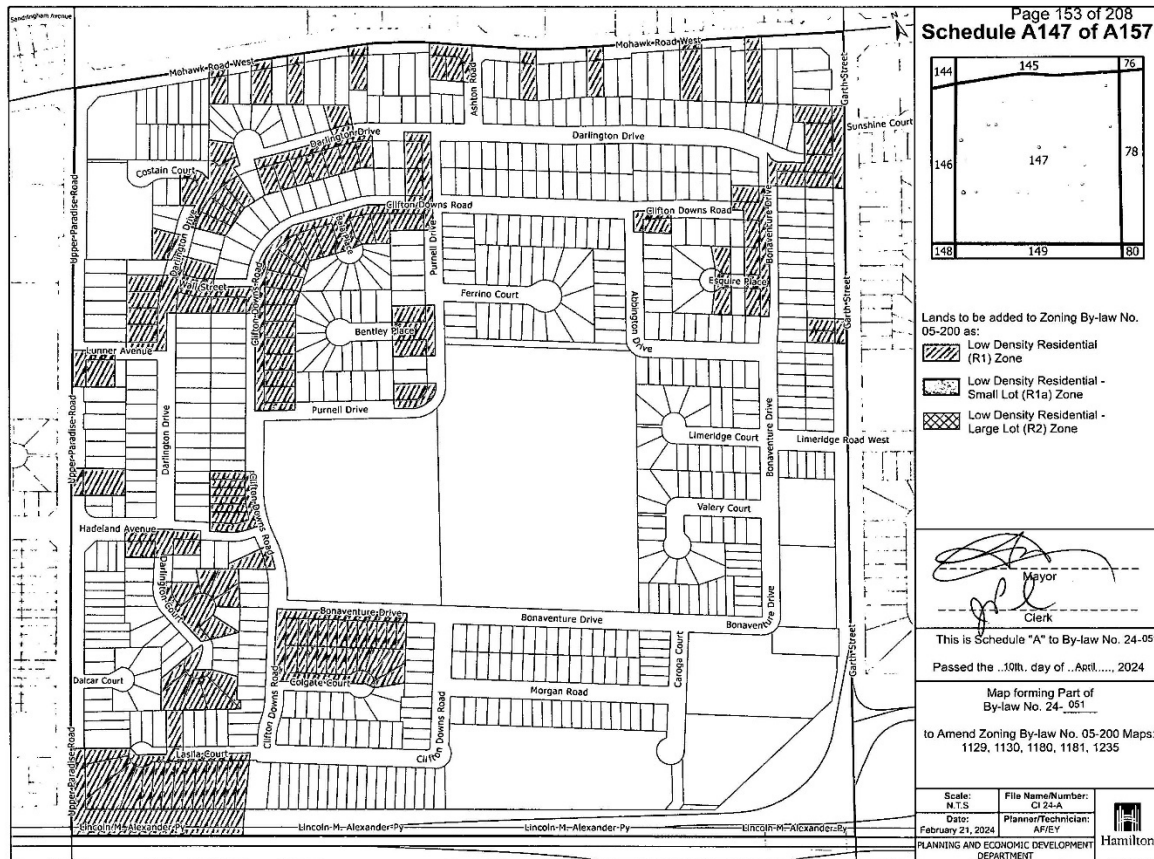 Page 153 of 208
Schedule A147 of A157
Sandringham Avenue
Mohawk Road West
Mohawk Road West
N
Ashton Road
Garth Street
Sunshine Court
Darlington Drive
Darlington Drive
Costain Court
Upper Paradise Road
Clifton Downs Road
Clifton Downs Road
Bonaventure Drive
Darlington Drive
Purnell Drive
Wall Street
Clifton Downs Road
Esquire Place
Ferrino Court
Abbington Drive
Garth Street
Bentley Place
Lunner Avenue
Purnell Drive
Upper Paradise Road
Darlington Drive
Limeridge Court
Limeridge Road West
Bonaventure Drive
Upper Paradise Road
Clifton Downs Road
Valery Court
Hadeland Avenue
Darlington Court
Bonaventure Drive
Bonaventure Drive
Bonaventure Drive
Garth Street
Caroga Court
Dalcar Court
Colgate Court
Morgan Road
Clifton Downs Road
Clifton Downs Road
Clifton Downs Road
Lasila Court
Upper Paradise Road
Lincoln M. Alexander Py
Lincoln M. Alexander Py
Lincoln M. Alexander Py
Lincoln M. Alexander Py
144
145
76
146
147
78
148
149
80
Lands to be added to Zoning By-law No.
05-200 as:
Low Density Residential
(R1) Zone
Low Density Residential -
Small Lot (R1a) Zone
Low Density Residential -
Large Lot (R2) Zone
Mayor
Clerk
This is Schedule "A" to By-law No. 24-05
Passed the ..10th. day of ..April....., 2024
Map forming Part of
By-law No. 24- 051
to Amend Zoning By-law No. 05-200 Maps:
1129, 1130, 1180, 1181, 1235
Scale:
N.T.S
File Name/Number:
CI 24-A
Date:
February 21, 2024
Planner/Technician:
AF/EY
PLANNING AND ECONOMIC DEVELOPMENT
DEPARTMENT
Hamilton